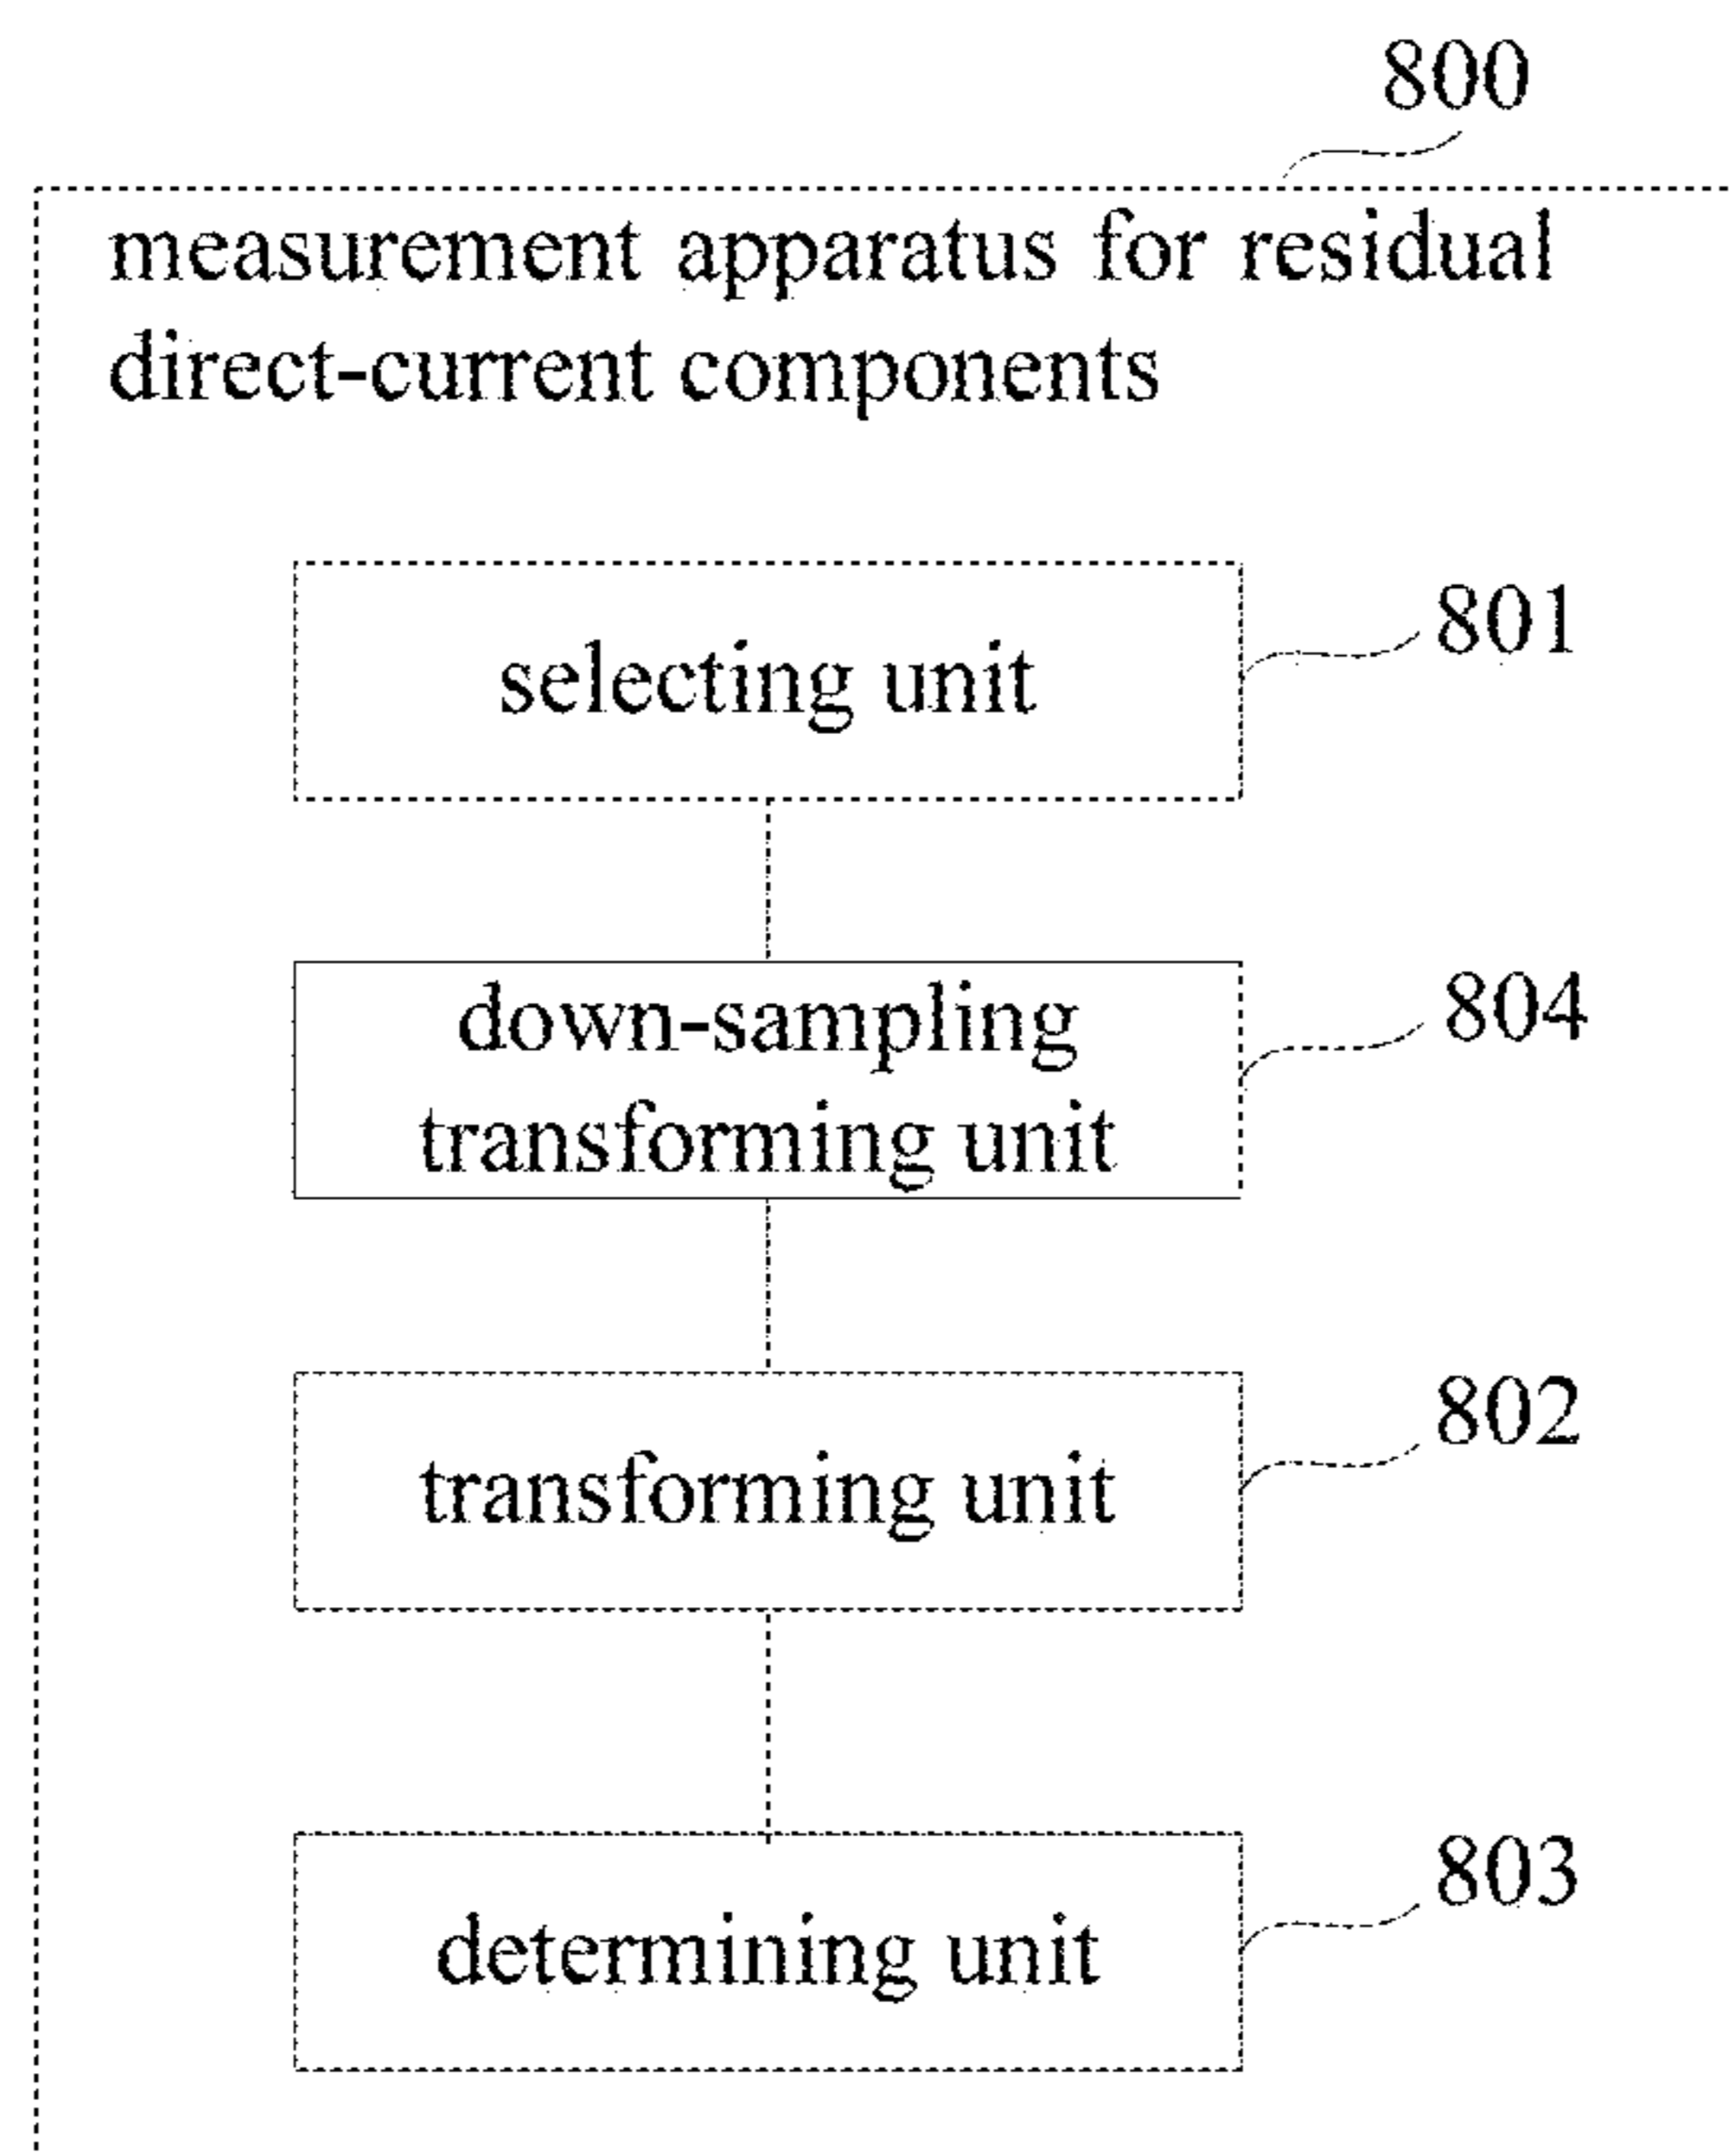 800
measurement apparatus for residual
direct-current components
selecting unit
801
down-sampling
transforming unit
804
transforming unit
802
determining unit
803